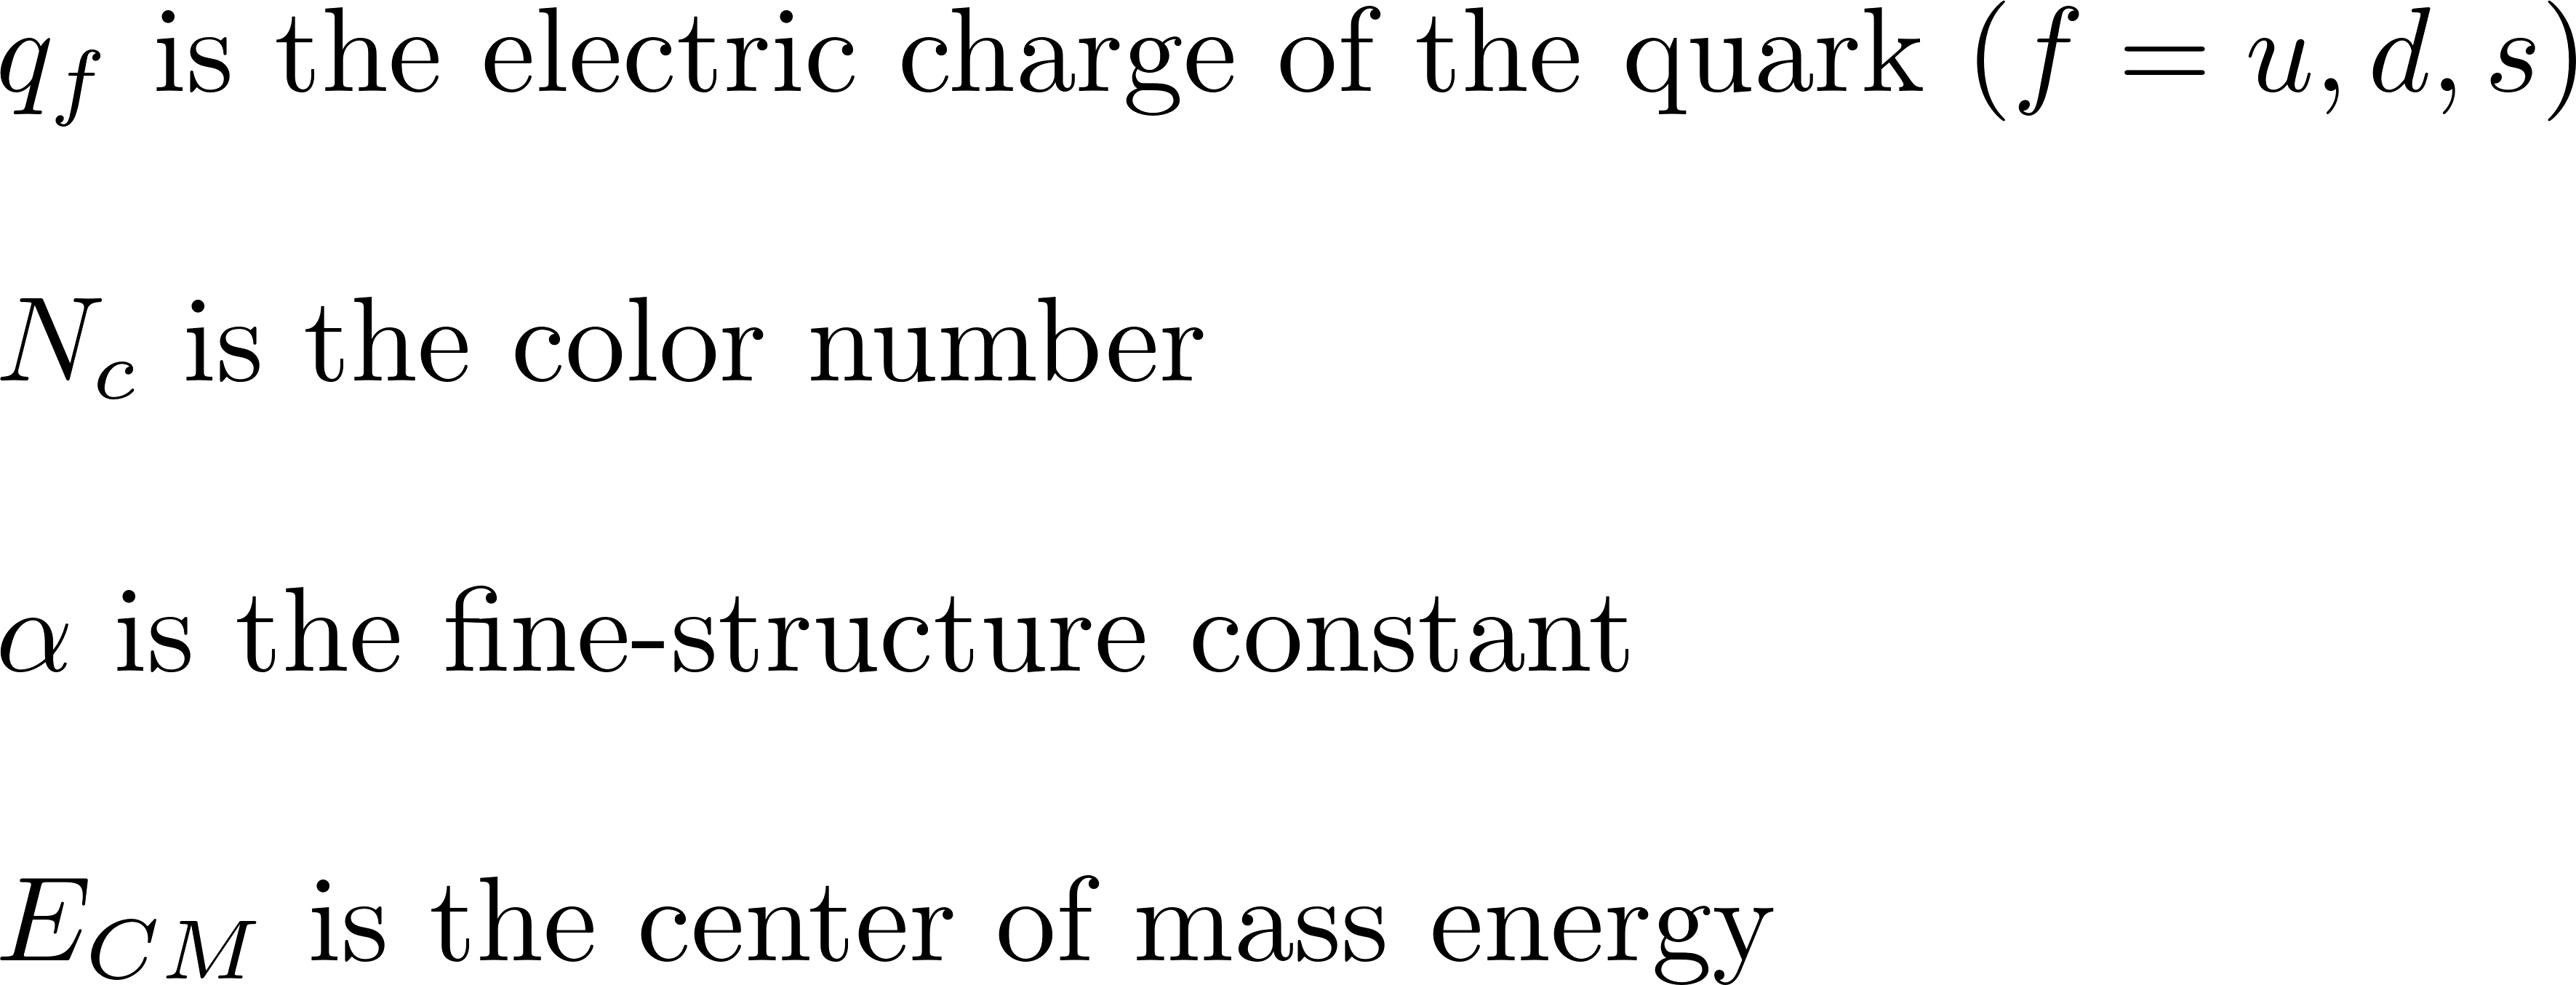 q_f is the electric charge of the quark (f = u, d, s)
N_c is the color number
α is the fine-structure constant
E_{CM} is the center of mass energy